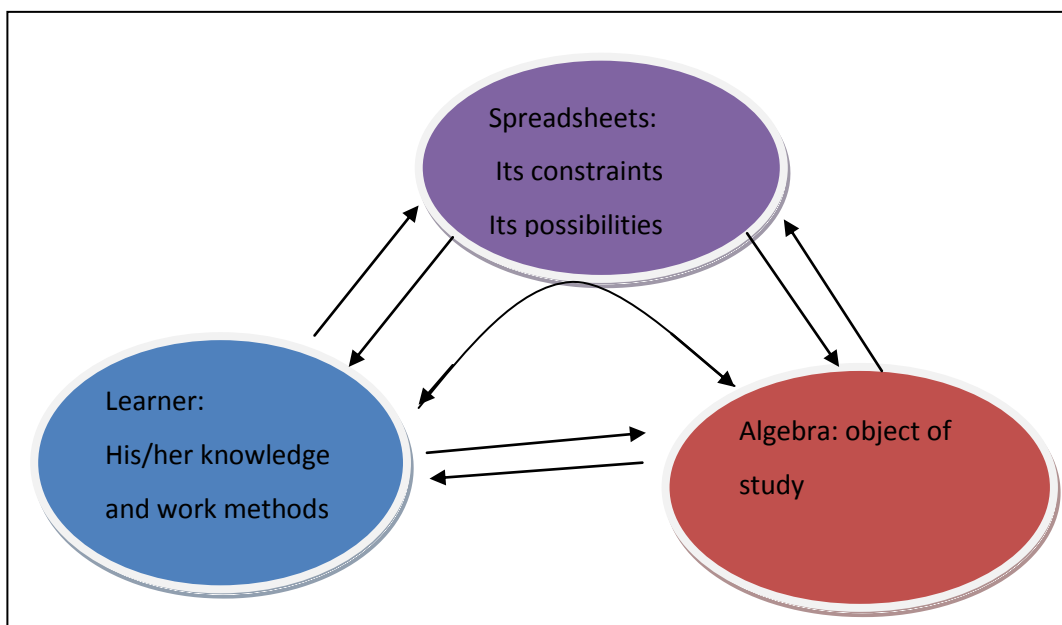 Spreadsheets:
Its constraints
Its possibilities
Learner:
His/her knowledge
and work methods
Algebra: object of
study